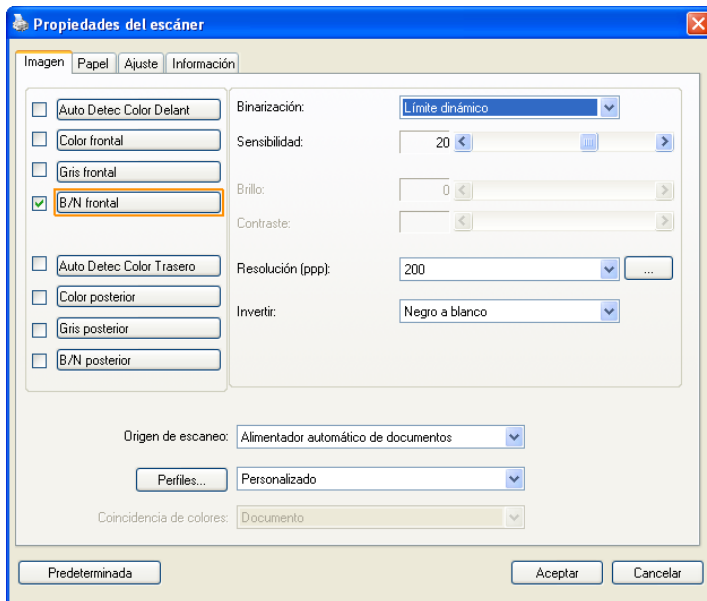 Propiedades del escáner
Imagen Papel Ajuste Información
Auto Detec Color Delant
Color frontal
Gris frontal
B/N frontal
Auto Detec Color Trasero
Color posterior
Gris posterior
B/N posterior
Binarización: Límite dinámico
Sensibilidad: 20
Brillo: 0
Contraste:
Resolución (ppp): 200 ...
Invertir: Negro a blanco
Origen de escaneo: Alimentador automático de documentos
Perfiles... Personalizado
Coincidencia de colores: Documento
Predeterminada Aceptar Cancelar